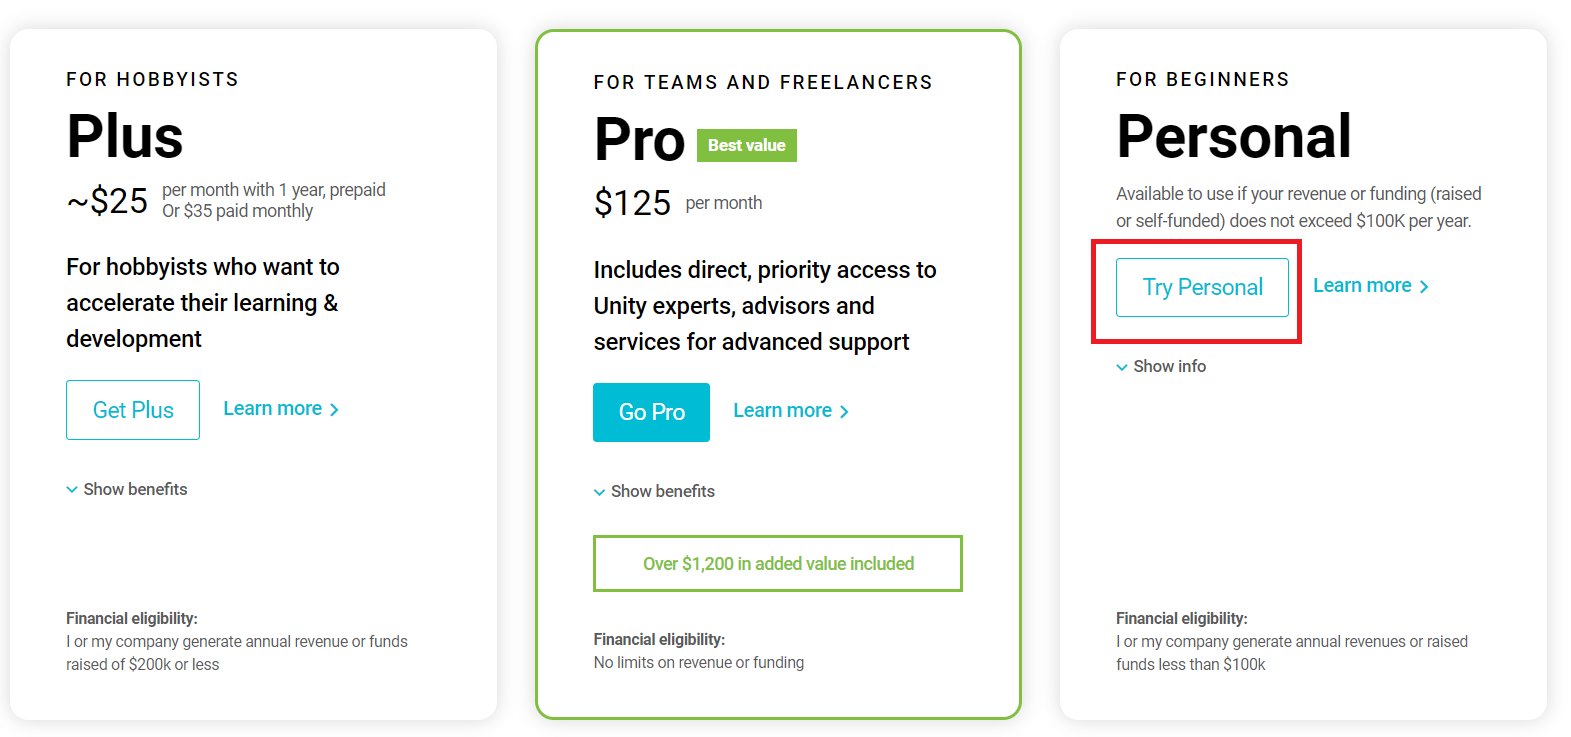 FOR HOBBYISTS
Plus
~$25 per month with 1 year, prepaid
Or $35 paid monthly
For hobbyists who want to
accelerate their learning &
development
Get Plus Learn more
Show benefits
Financial eligibility:
I or my company generate annual revenue or funds
raised of $200k or less
FOR TEAMS AND FREELANCERS
Pro Best value
$125 per month
Includes direct, priority access to
Unity experts, advisors and
services for advanced support
Go Pro Learn more
Show benefits
Over $1,200 in added value included
Financial eligibility:
No limits on revenue or funding
FOR BEGINNERS
Personal
Available to use if your revenue or funding (raised
or self-funded) does not exceed $100K per year.
Try Personal Learn more
Show info
Financial eligibility:
I or my company generate annual revenues or raised
funds less than $100k